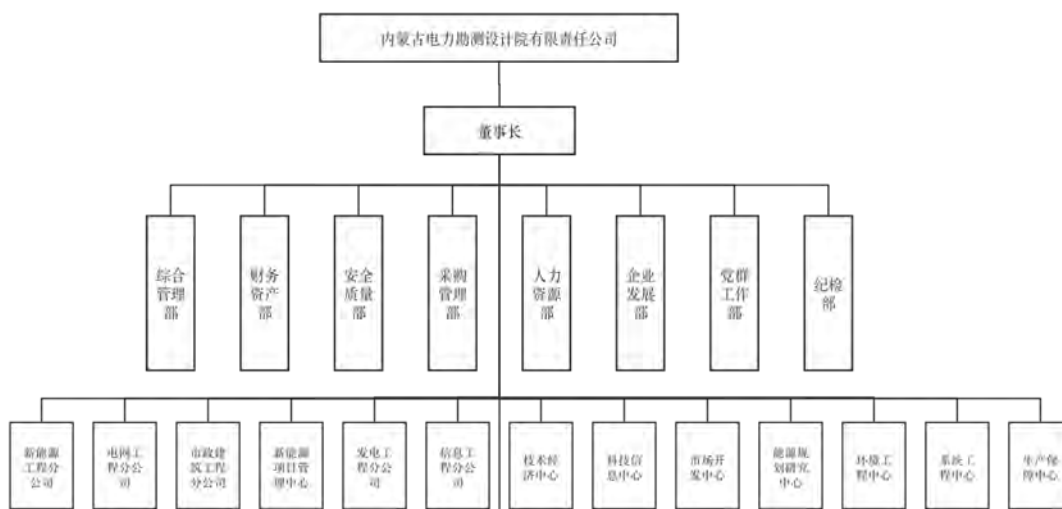 内蒙古电力勘测设计院有限责任公司
董事长
综合
管理
部
财务
资产
部
安全
质量
部
采购
管理
部
人力
资源
部
企业
发展
部
党群
工作
部
纪检
部
新能源
工程分
公司
电网工
程分公
司
市政建
筑工程
分公司
新能源
项目管
理中心
发电工
程分公
司
信息工
程分公
司
技术经
济中心
科技信
息中心
市场开
发中心
能源规
划研究
中心
环境工
程中心
系统工
程中心
生产保
障中心